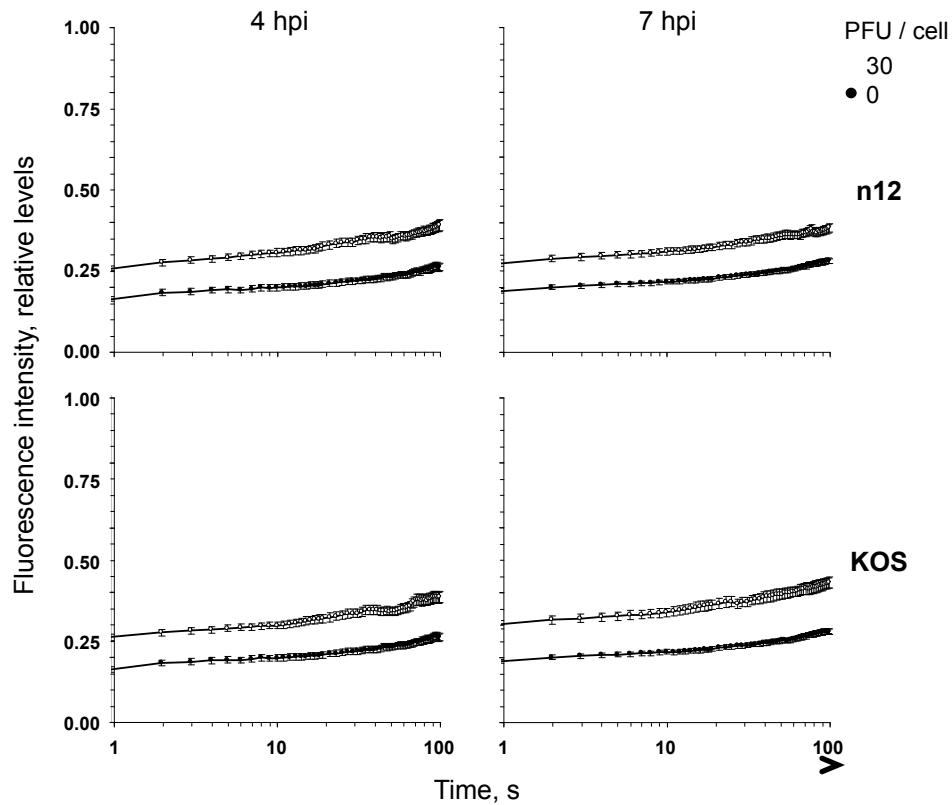 4 hpi
7 hpi
PFU / cell
30
0
n12
KOS
Fluorescence intensity, relative levels
1.00
0.75
0.50
0.25
0.00
1.00
0.75
0.50
0.25
0.00
1 10 100
1 10 100
Time, s